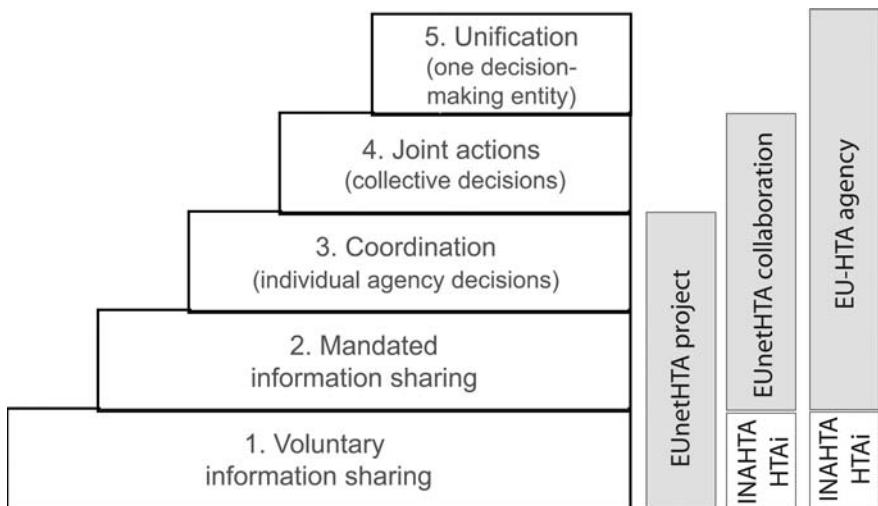 5. Unification
(one decision-
making entity)
4. Joint actions
(collective decisions)
3. Coordination
(individual agency decisions)
2. Mandated
information sharing
1. Voluntary
information sharing
EUnetHTA project
EUnetHTA collaboration
INAHTA
HTAi
EU-HTA agency
INAHTA
HTAi